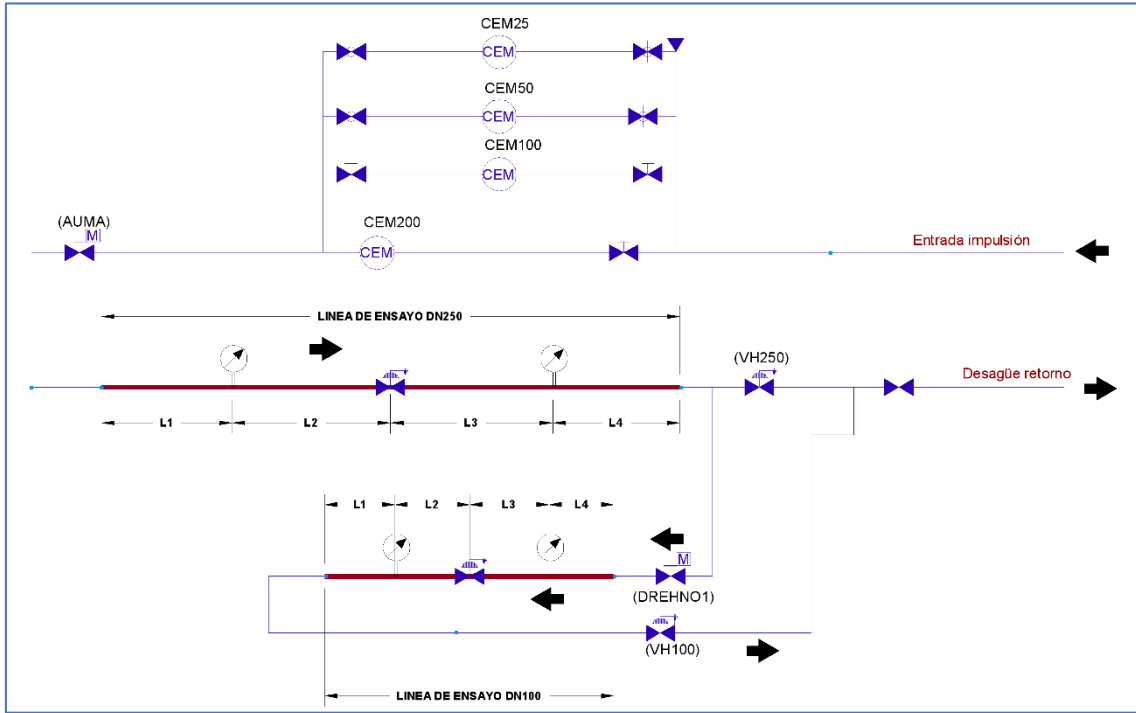 CEM25
CEM
CEM50
CEM
CEM100
CEM
(AUMA)
M
CEM200
CEM
Entrada impulsión
LINEA DE ENSAYO DN250
(VH250)
Desagüe retorno
L1 L2 L3 L4
L1 L2 L3 L4
M
(DREHNO1)
(VH100)
LINEA DE ENSAYO DN100